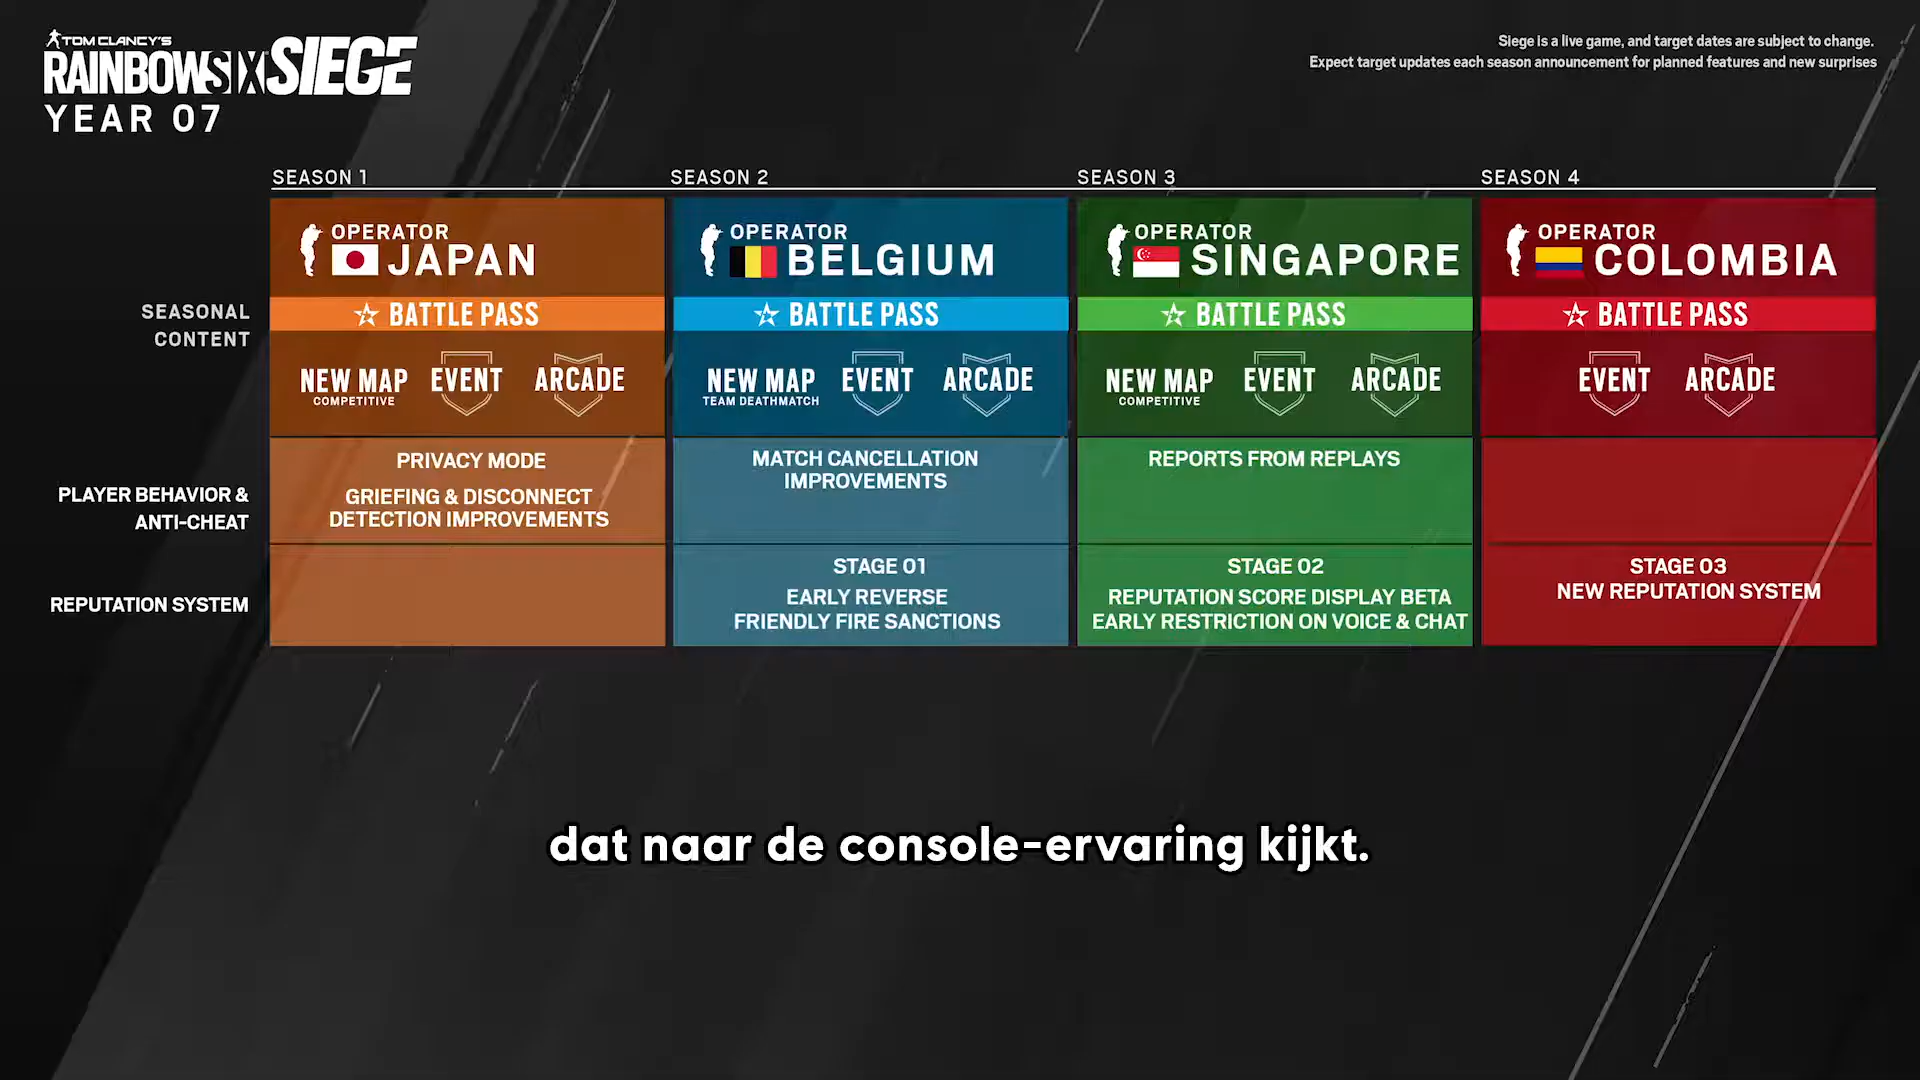 TOM CLANCY'S
RAINBOWSIX SIEGE
YEAR 07
Siege is a live game, and target dates are subject to change.
Expect target updates each season announcement for planned features and new surprises
SEASON 1
SEASON 2
SEASON 3
SEASON 4
SEASONAL
CONTENT
OPERATOR
JAPAN
BATTLE PASS
NEW MAP
COMPETITIVE
EVENT
ARCADE
OPERATOR
BELGIUM
BATTLE PASS
NEW MAP
TEAM DEATHMATCH
EVENT
ARCADE
OPERATOR
SINGAPORE
BATTLE PASS
NEW MAP
COMPETITIVE
EVENT
ARCADE
OPERATOR
COLOMBIA
BATTLE PASS
EVENT
ARCADE
PLAYER BEHAVIOR &
ANTI-CHEAT
PRIVACY MODE
GRIEFING & DISCONNECT
DETECTION IMPROVEMENTS
MATCH CANCELLATION
IMPROVEMENTS
REPORTS FROM REPLAYS
REPUTATION SYSTEM
STAGE 01
EARLY REVERSE
FRIENDLY FIRE SANCTIONS
STAGE 02
REPUTATION SCORE DISPLAY BETA
EARLY RESTRICTION ON VOICE & CHAT
STAGE 03
NEW REPUTATION SYSTEM
dat naar de console-ervaring kijkt.